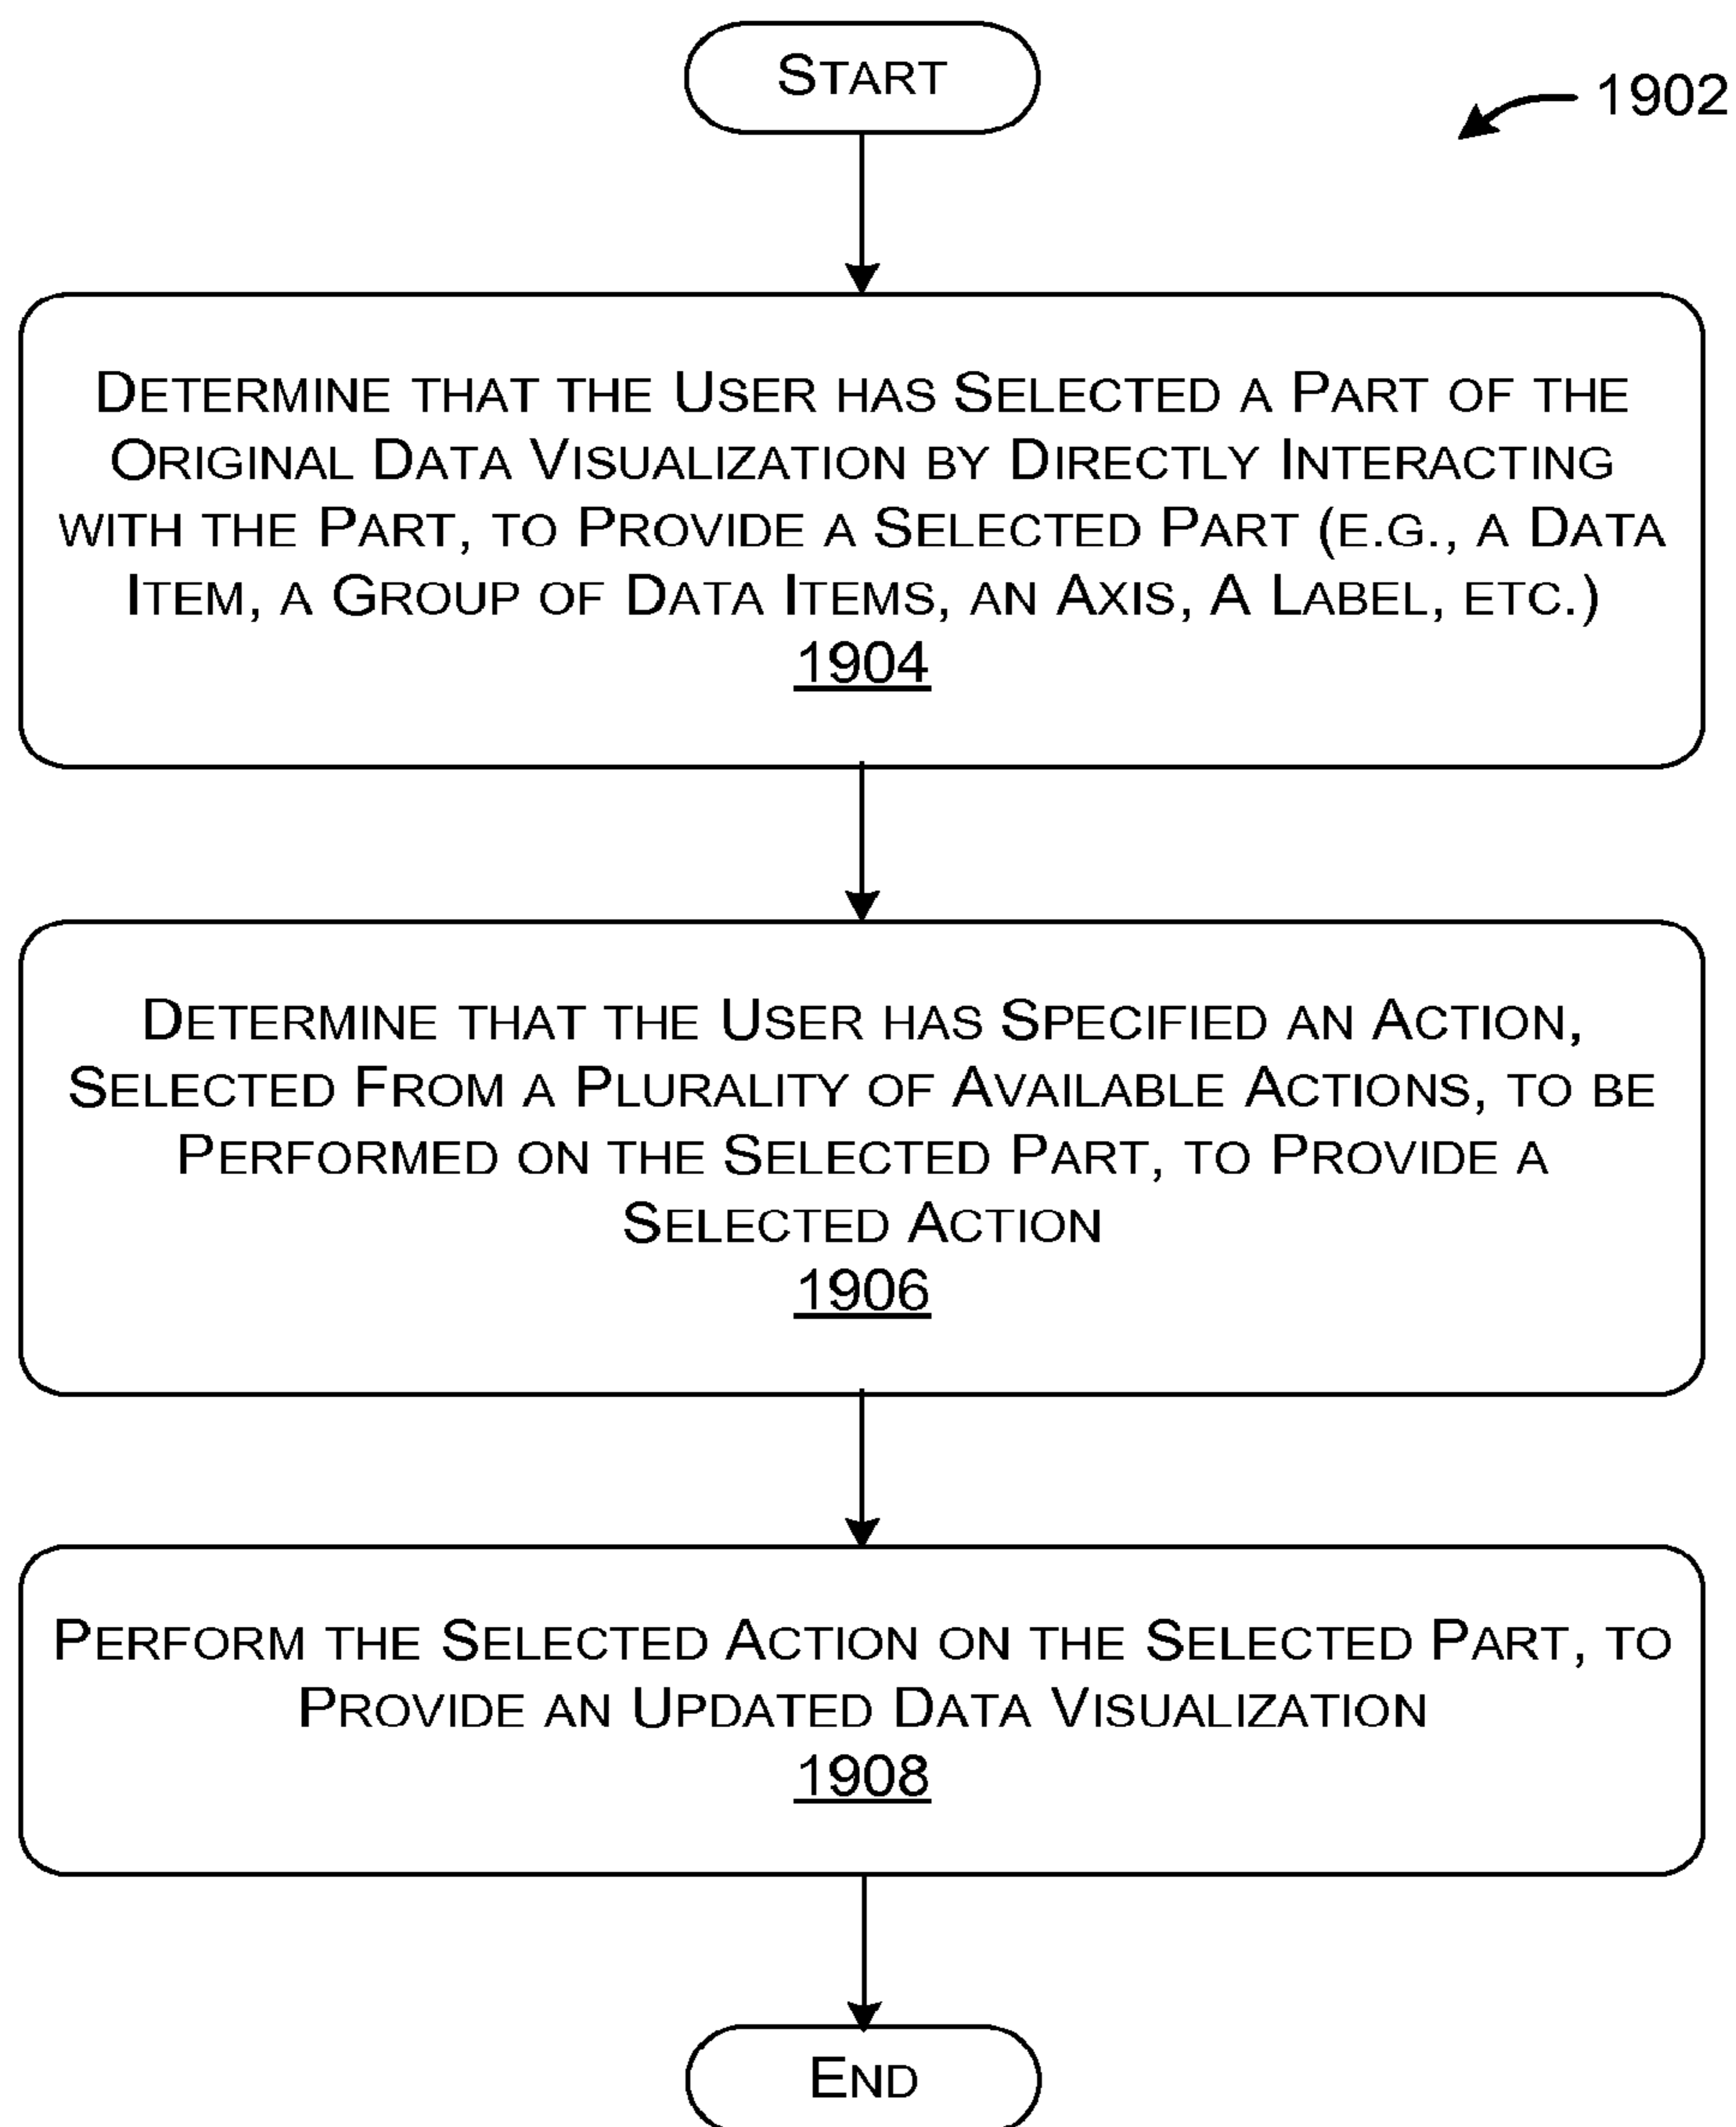 START
1902
DETERMINE THAT THE USER HAS SELECTED A PART OF THE
ORIGINAL DATA VISUALIZATION BY DIRECTLY INTERACTING
WITH THE PART, TO PROVIDE A SELECTED PART (E.G., A DATA
ITEM, A GROUP OF DATA ITEMS, AN AXIS, A LABEL, ETC.)
1904
DETERMINE THAT THE USER HAS SPECIFIED AN ACTION,
SELECTED FROM A PLURALITY OF AVAILABLE ACTIONS, TO BE
PERFORMED ON THE SELECTED PART, TO PROVIDE A
SELECTED ACTION
1906
PERFORM THE SELECTED ACTION ON THE SELECTED PART, TO
PROVIDE AN UPDATED DATA VISUALIZATION
1908
END